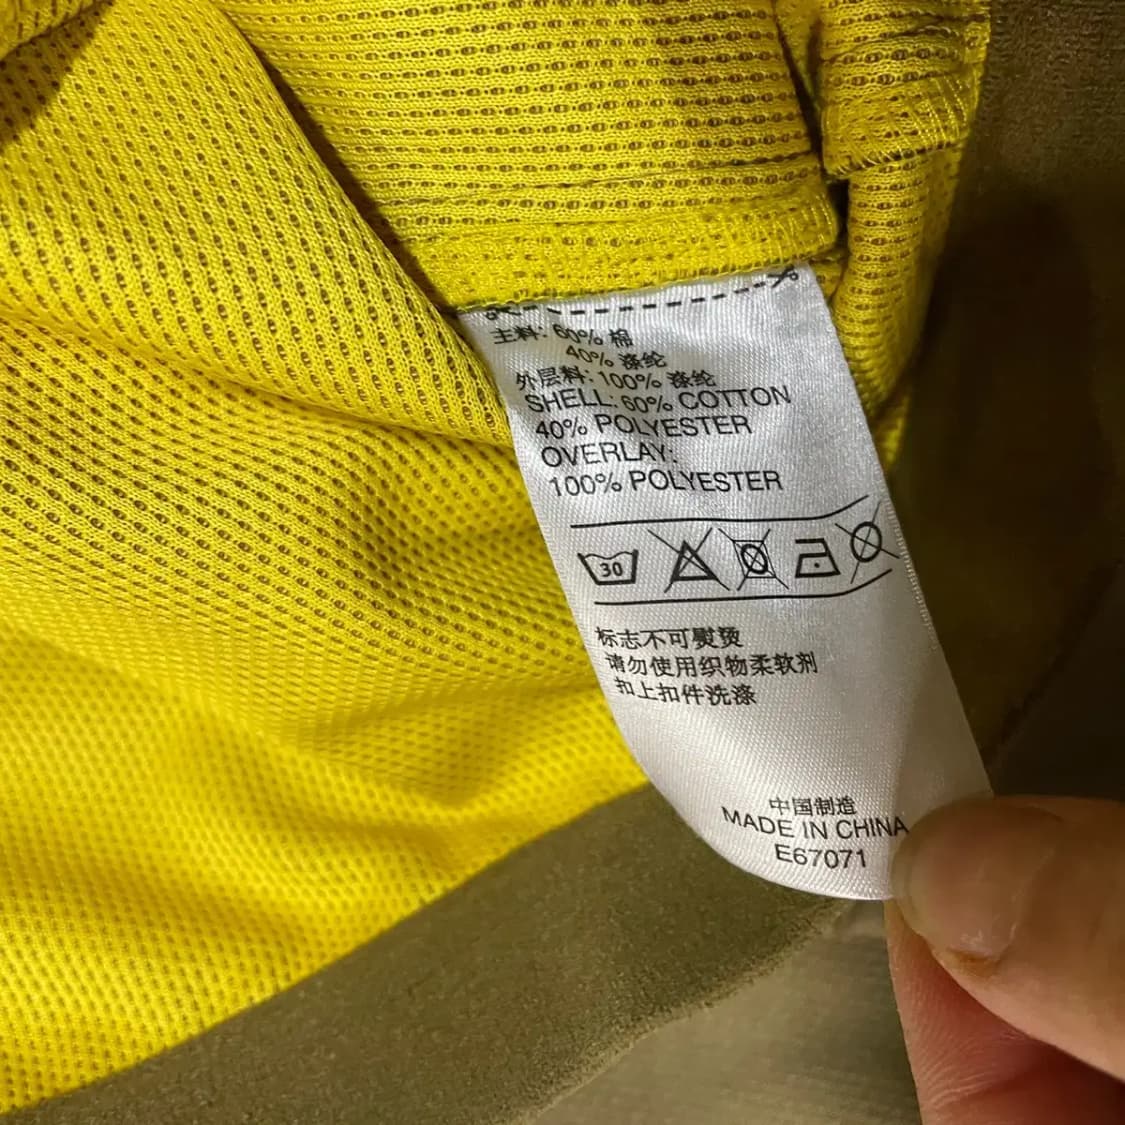 主料: 60% 棉
40% 涤纶
外层料: 100% 涤纶
SHELL: 60% COTTON
40% POLYESTER
OVERLAY:
100% POLYESTER
30
标志不可熨烫
请勿使用织物柔软剂
扣上扣件洗涤
中国制造
MADE IN CHINA
E67071